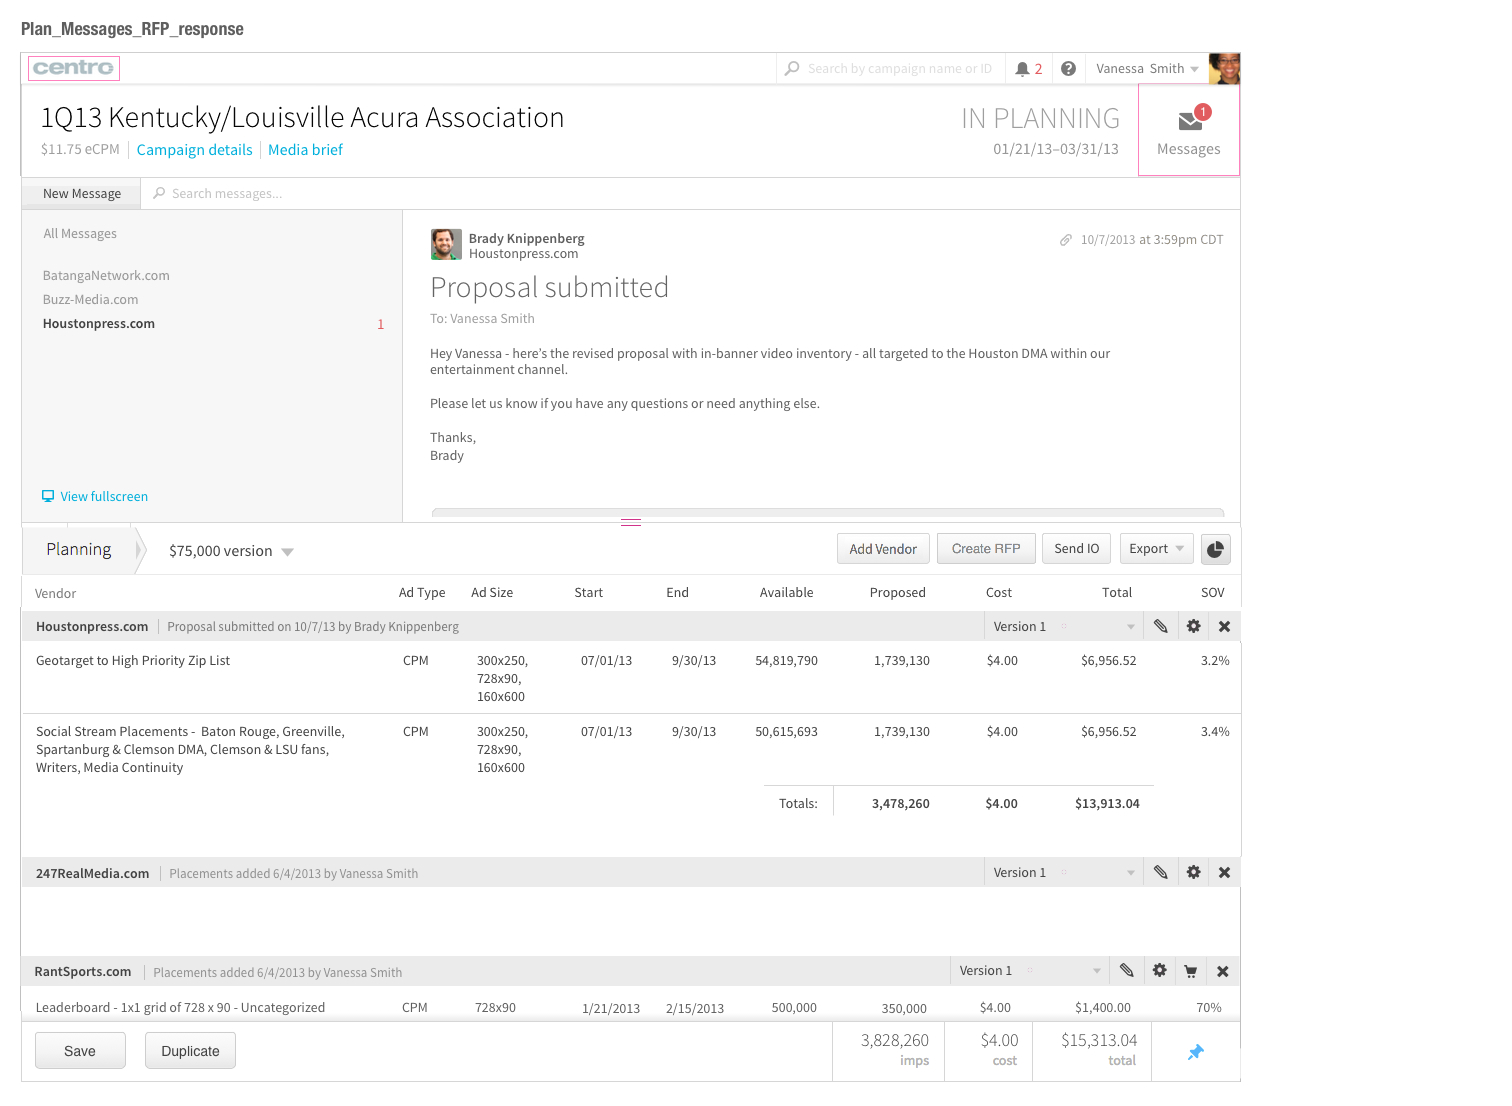 Plan_Messages_RFP_response
centro
Search by campaign name or ID
2
Vanessa Smith
1Q13 Kentucky/Louisville Acura Association
IN PLANNING
1
$11.75 eCPM
Campaign details
Media brief
01/21/13–03/31/13
Messages
New Message
Search messages...
All Messages
BatangaNetwork.com
Buzz-Media.com
Houstonpress.com 1
View fullscreen
Brady Knippenberg
Houstonpress.com
10/7/2013 at 3:59pm CDT
Proposal submitted
To: Vanessa Smith
Hey Vanessa - here's the revised proposal with in-banner video inventory - all targeted to the Houston DMA within our
entertainment channel.
Please let us know if you have any questions or need anything else.
Thanks,
Brady
Planning
$75,000 version
Add Vendor
Create RFP
Send IO
Export
Vendor Ad Type Ad Size Start End Available Proposed Cost Total SOV
Houstonpress.com Proposal submitted on 10/7/13 by Brady Knippenberg Version 1
Geotarget to High Priority Zip List CPM 300x250, 07/01/13 9/30/13 54,819,790 1,739,130 $4.00 $6,956.52 3.2%
728x90,
160x600
Social Stream Placements - Baton Rouge, Greenville, CPM 300x250, 07/01/13 9/30/13 50,615,693 1,739,130 $4.00 $6,956.52 3.4%
Spartanburg & Clemson DMA, Clemson & LSU fans, 728x90,
Writers, Media Continuity 160x600
Totals: 3,478,260 $4.00 $13,913.04
247RealMedia.com Placements added 6/4/2013 by Vanessa Smith Version 1
RantSports.com Placements added 6/4/2013 by Vanessa Smith Version 1
Leaderboard - 1x1 grid of 728 x 90 - Uncategorized CPM 728x90 1/21/2013 2/15/2013 500,000 350,000 $4.00 $1,400.00 70%
Save
Duplicate
3,828,260 $4.00 $15,313.04
imps cost total